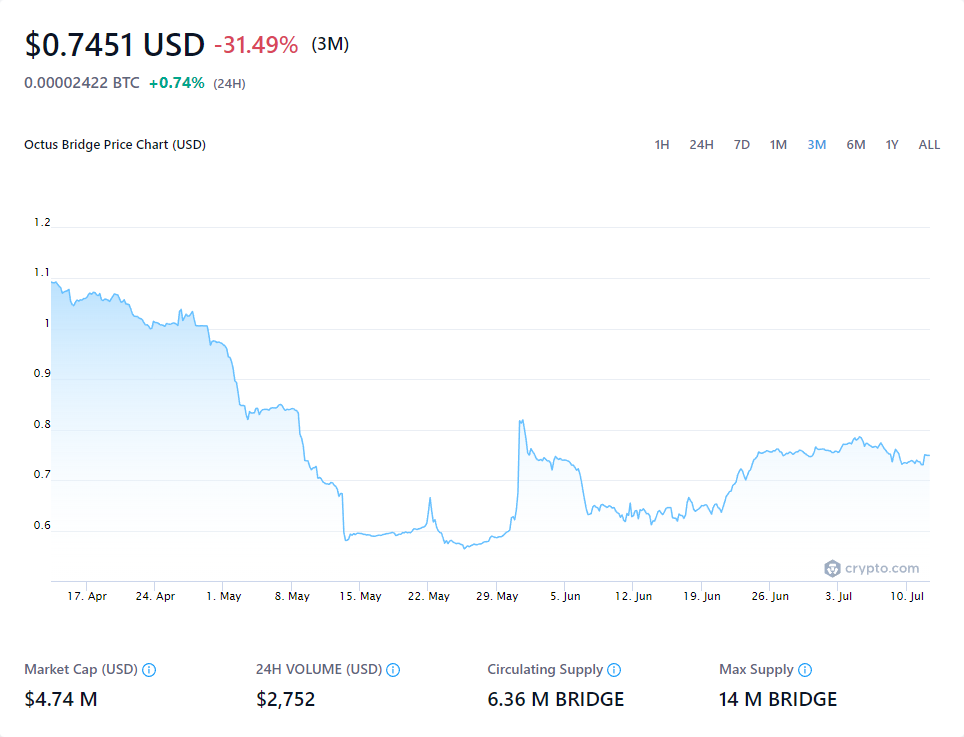 $0.7451 USD -31.49% (3M)
0.00002422 BTC +0.74% (24H)
Octus Bridge Price Chart (USD) 1H 24H 7D 1M 3M 6M 1Y ALL
1.2
1.1
1
0.9
0.8
0.7
0.6
crypto.com
17. Apr 24. Apr 1. May 8. May 15. May 22. May 29. May 5. Jun 12. Jun 19. Jun 26. Jun 3. Jul 10. Jul
Market Cap (USD) 24H VOLUME (USD) Circulating Supply Max Supply
$4.74 M $2,752 6.36 M BRIDGE 14 M BRIDGE